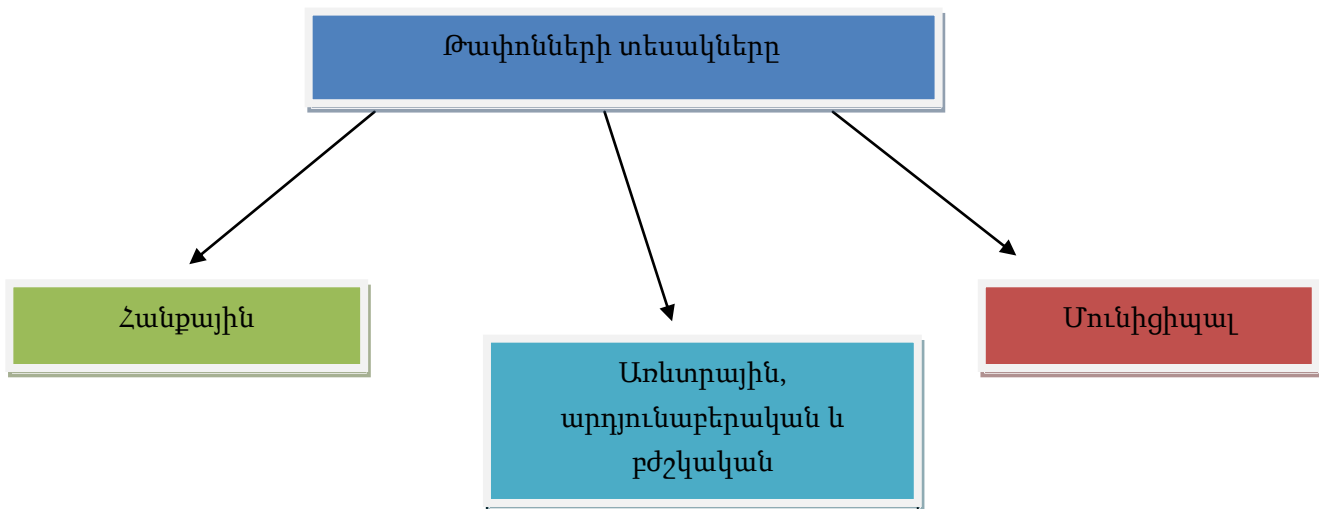 Թափոնների տեսակները
Հանքային
Մունիցիպալ
Առևտրային,
արդյունաբերական և
բժշկական